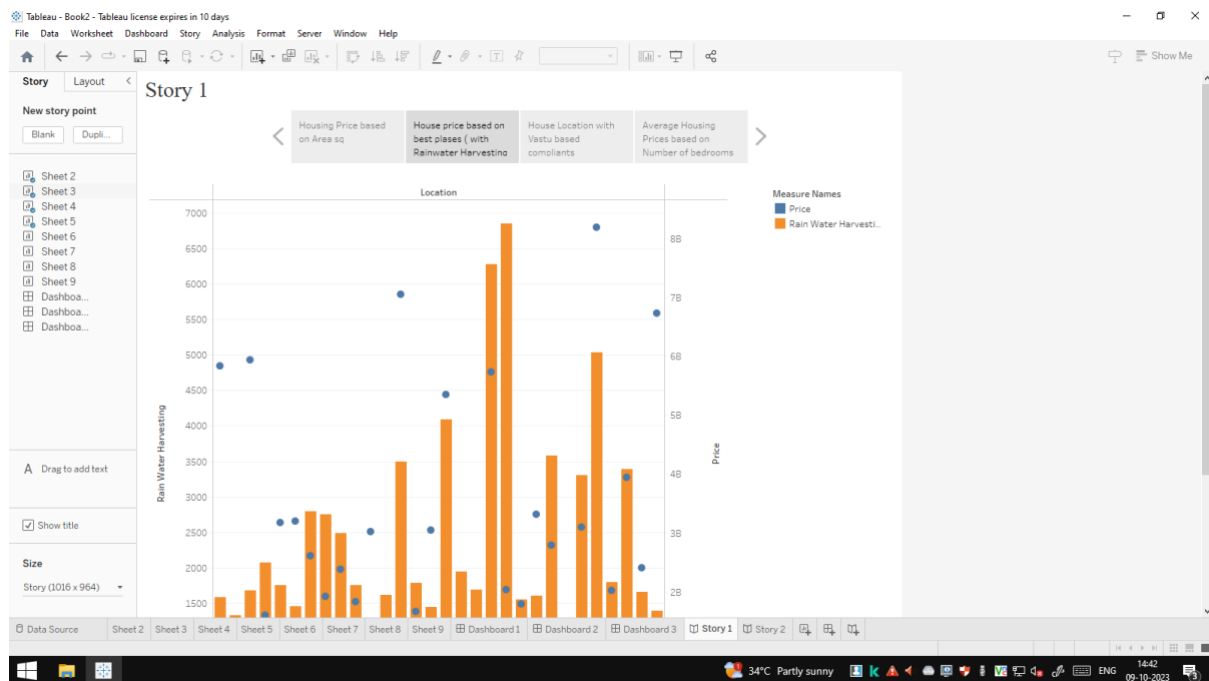 Tableau - Book2 - Tableau license expires in 10 days
File Data Worksheet Dashboard Story Analysis Format Server Window Help
Show Me
Story Layout
New story point
Blank Dupli...
Sheet 2
Sheet 3
Sheet 4
Sheet 5
Sheet 6
Sheet 7
Sheet 8
Sheet 9
Dashboa...
Dashboa...
Dashboa...
A Drag to add text
Show title
Size
Story (1016 x 964)
Story 1
Housing Price based
on Area sq
House price based on
best plases ( with
Rainwater Harvesting
House Location with
Vastu based
compliants
Average Housing
Prices based on
Number of bedrooms
Location
Rain Water Harvesting
7000
6500
6000
5500
5000
4500
4000
3500
3000
2500
2000
1500
8B
7B
6B
5B
4B
3B
2B
Price
Measure Names
Price
Rain Water Harvesti...
Data Source Sheet 2 Sheet 3 Sheet 4 Sheet 5 Sheet 6 Sheet 7 Sheet 8 Sheet 9 Dashboard 1 Dashboard 2 Dashboard 3 Story 1 Story 2
34°C Partly sunny
ENG
14:42
09-10-2023
3